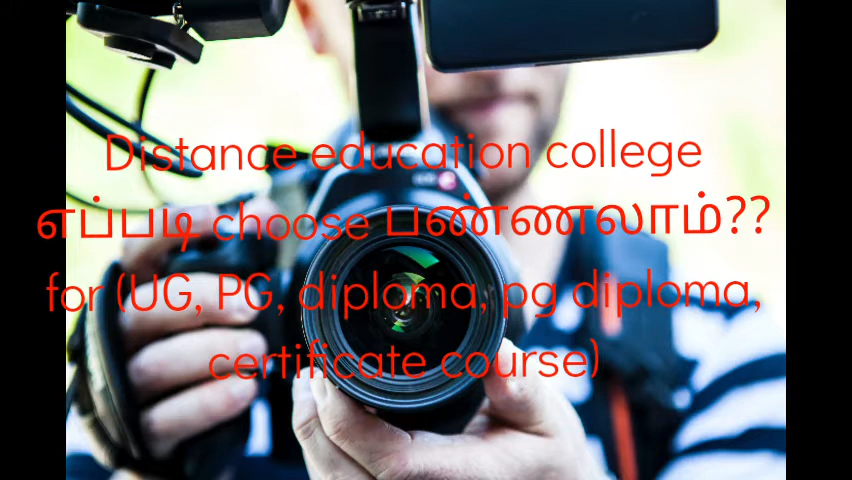 Distance education college
எப்படி choose பண்ணலாம்??
for (UG, PG, diploma, pg diploma,
certificate course)